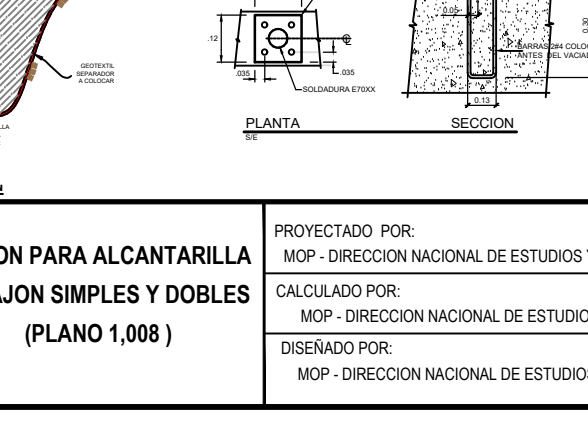 GEOTEXTIL
SEPARADOR
A COLOCAR
.12
.035
.035
SOLDADURA E70XX
PLANTA
S/E
0.05
BARRAS 2#4 COLOC
ANTES DEL VACIAD
0.30
0.13
SECCION
ON PARA ALCANTARILLA
AJON SIMPLES Y DOBLES
(PLANO 1,008 )
PROYECTADO POR:
MOP - DIRECCION NACIONAL DE ESTUDIOS Y
CALCULADO POR:
MOP - DIRECCION NACIONAL DE ESTUDIO
DISEÑADO POR:
MOP - DIRECCION NACIONAL DE ESTUDIOS